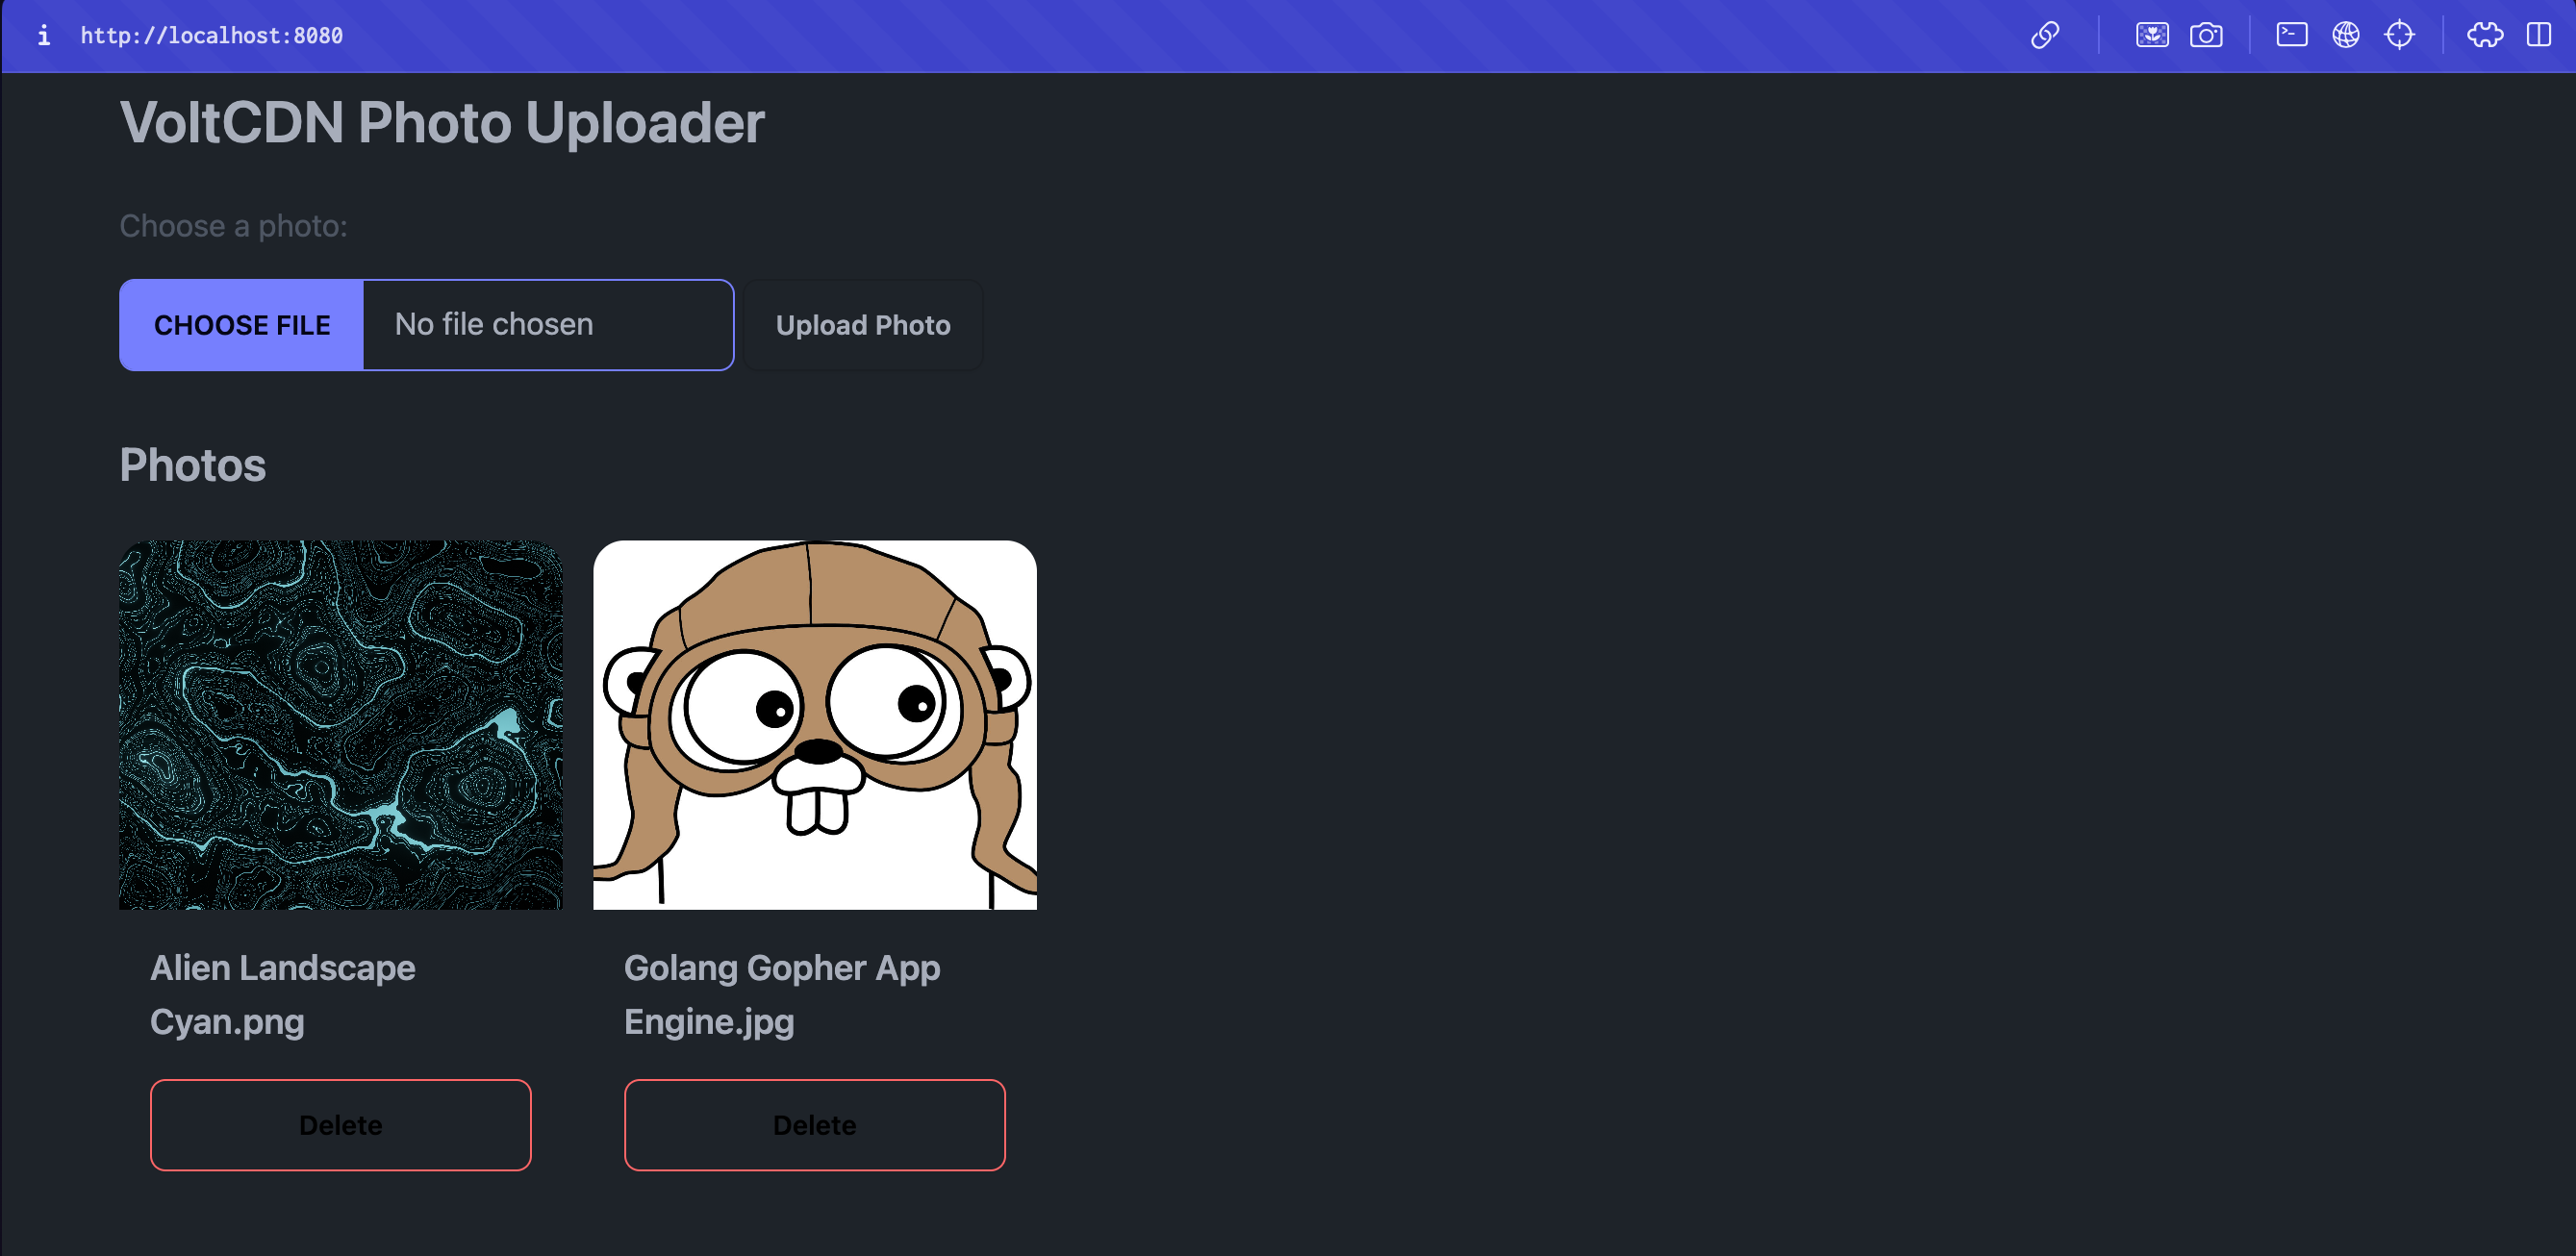 http://localhost:8080
VoltCDN Photo Uploader
Choose a photo:
CHOOSE FILE No file chosen Upload Photo
Photos
Alien Landscape
Cyan.png
Golang Gopher App
Engine.jpg
Delete Delete